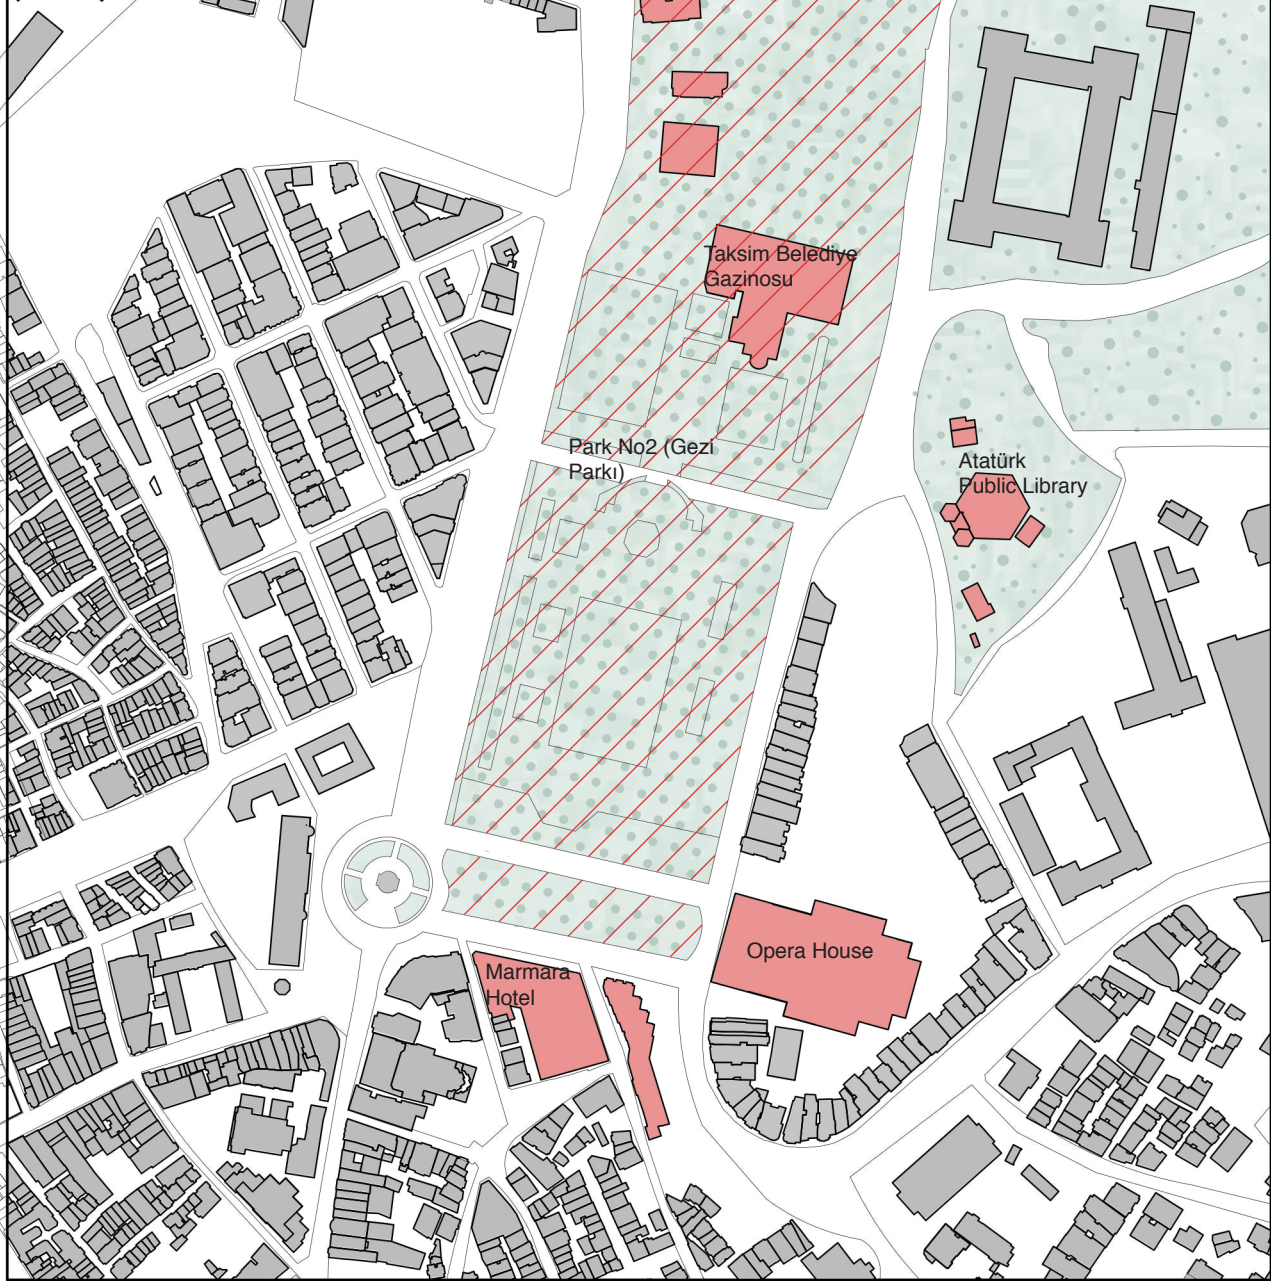 Taksim Belediye
Gazinosu
Park No2 (Gezi
Parkı)
Atatürk
Public Library
Opera House
Marmara
Hotel